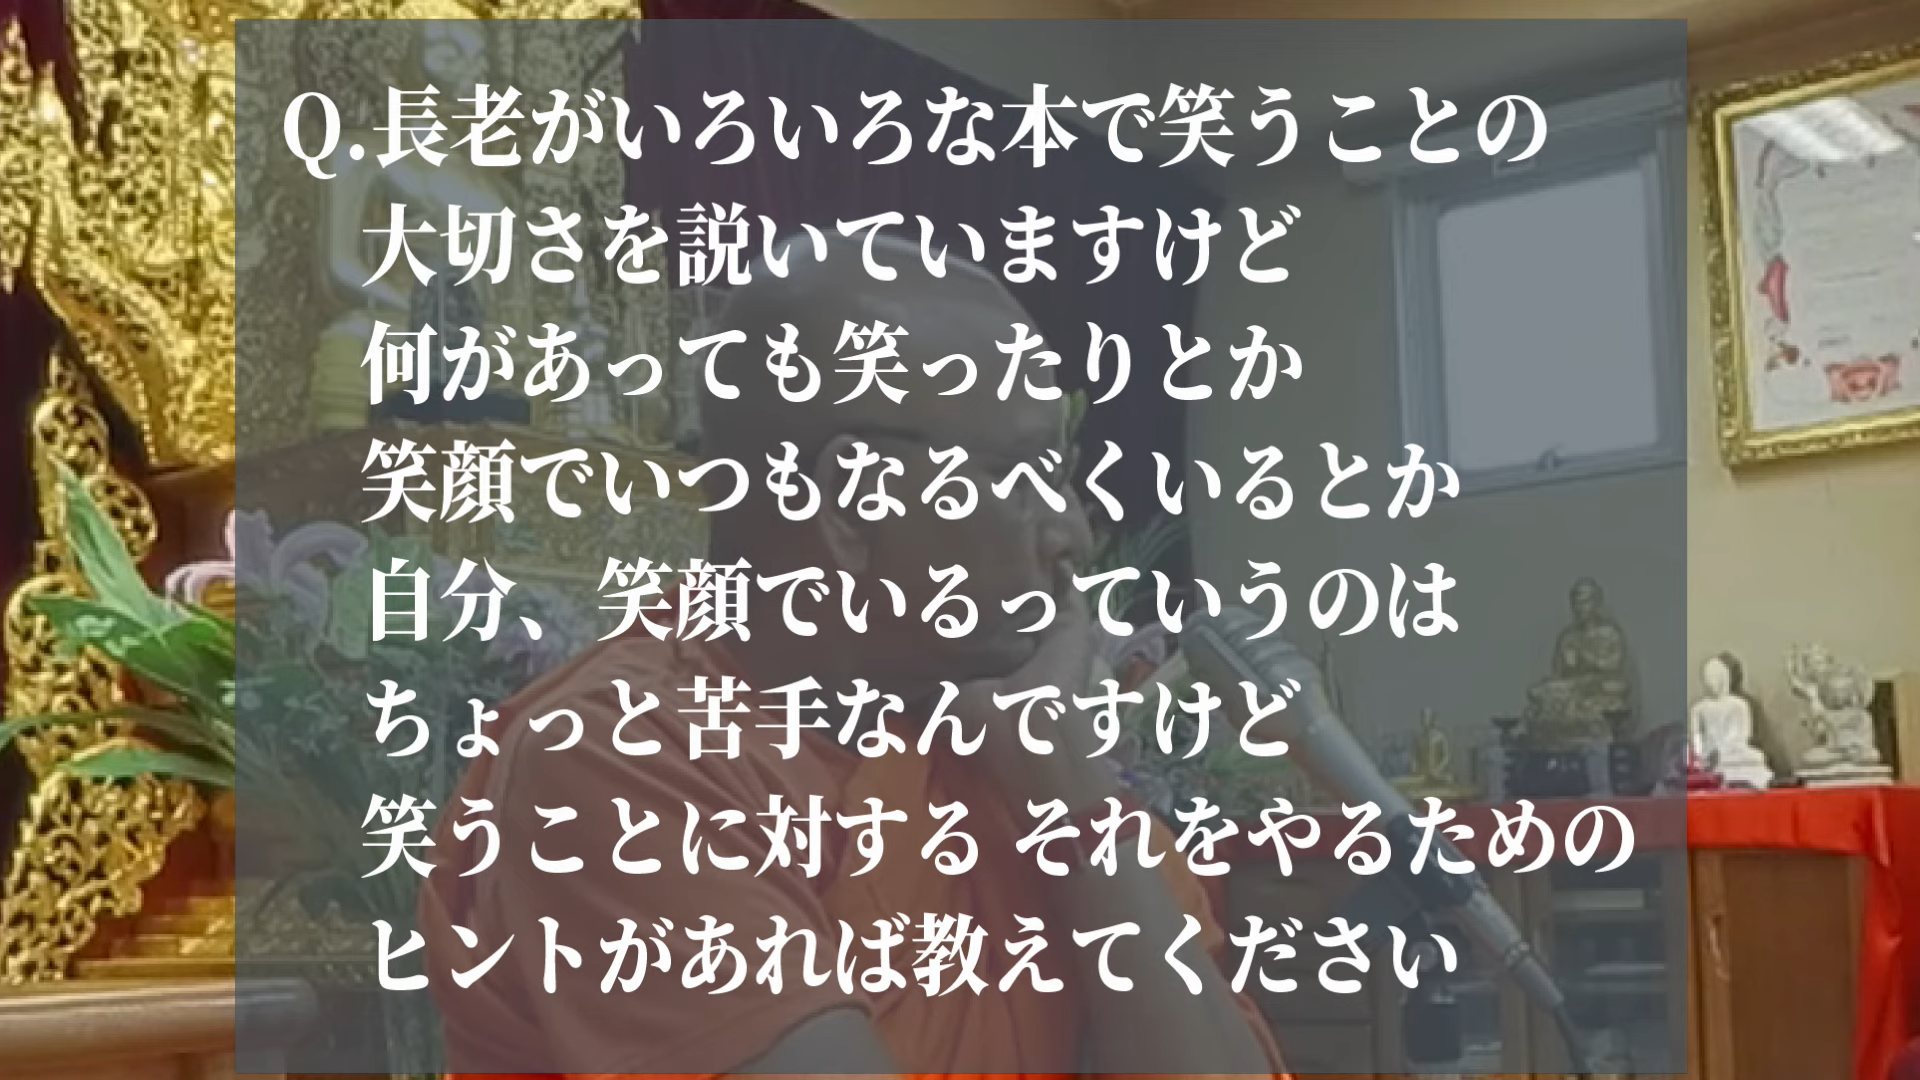 Q.長老がいろいろな本で笑うことの
大切さを説いていますけど
何があっても笑ったりとか
笑顔でいつもなるべくいるとか
自分、笑顔でいるっていうのは
ちょっと苦手なんですけど
笑うことに対する それをやるための
ヒントがあれば教えてください